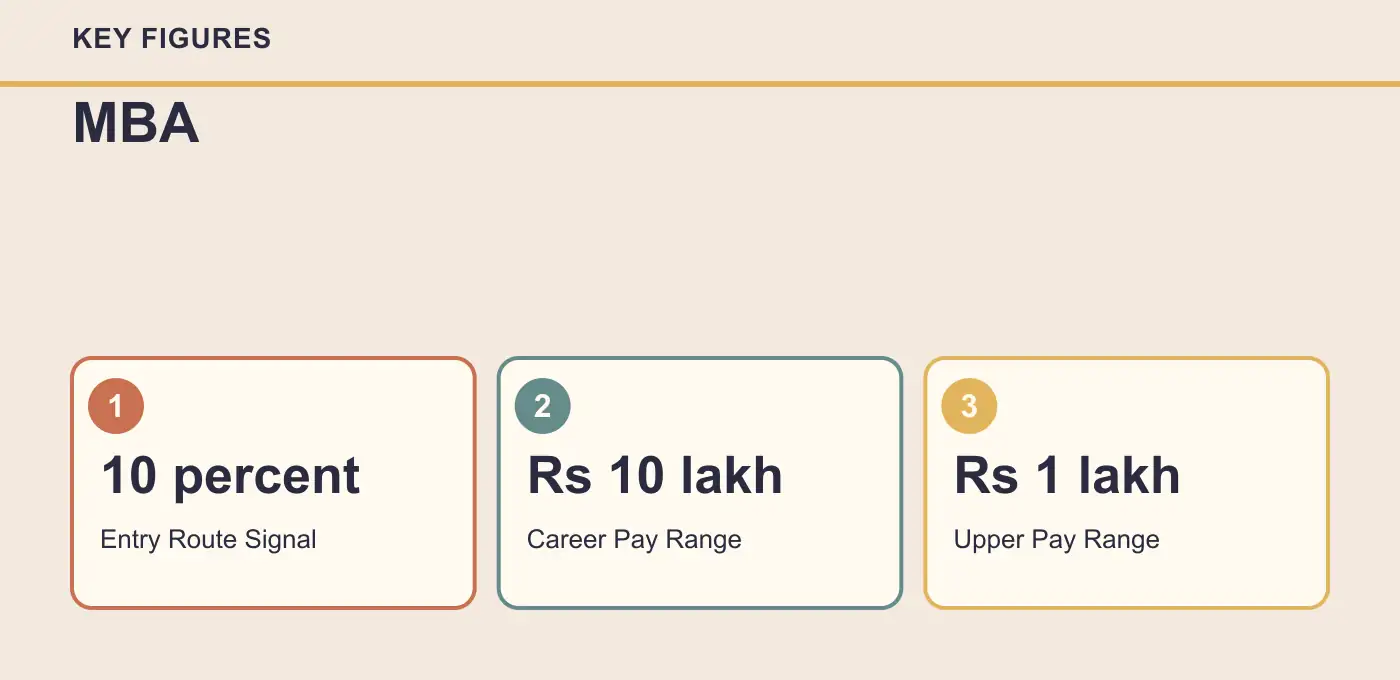 KEY FIGURES
MBA
1
10 percent
Entry Route Signal
2
Rs 10 lakh
Career Pay Range
3
Rs 1 lakh
Upper Pay Range